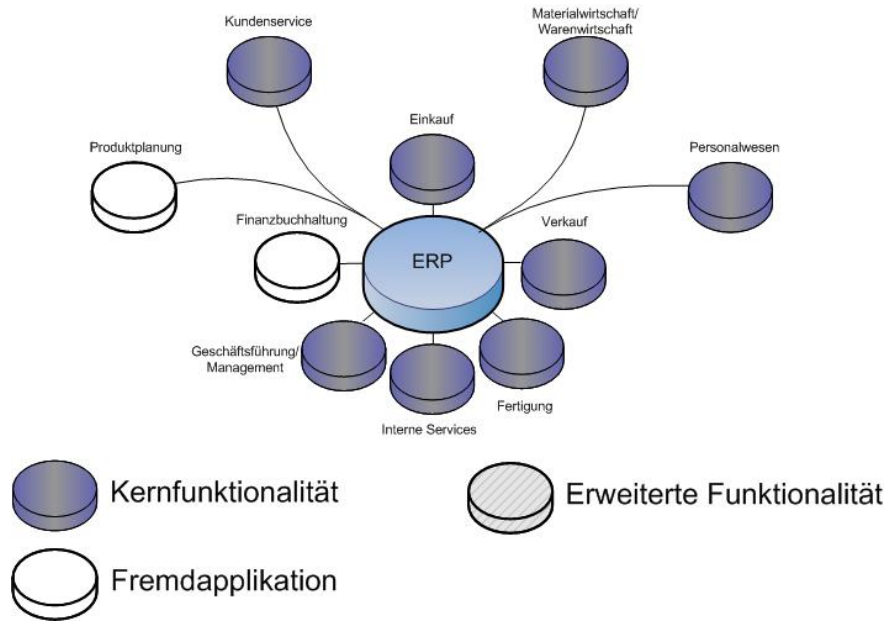 Kundenservice
Materialwirtschaft/
Warenwirtschaft
Einkauf
Produktplanung
Personalwesen
Finanzbuchhaltung
Verkauf
ERP
Geschäftsführung/
Management
Fertigung
Interne Services
Kernfunktionalität
Erweiterte Funktionalität
Fremdapplikation